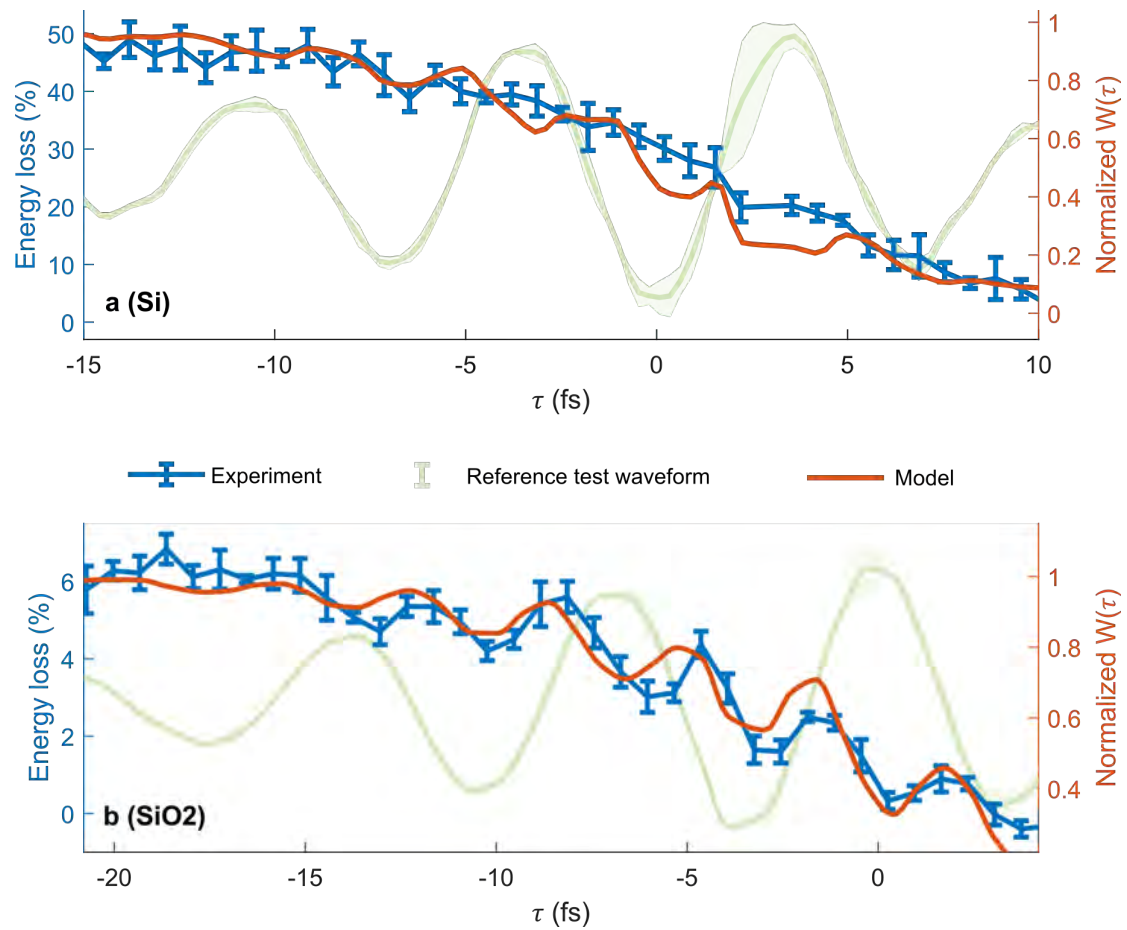 50
40
30
20
10
0
Energy loss (%)
1
0.8
0.6
0.4
0.2
0
Normalized W(τ)
a (Si)
-15 -10 -5 0 5 10
τ (fs)
Experiment Reference test waveform Model
6
4
2
0
Energy loss (%)
1
0.8
0.6
0.4
Normalized W(τ)
b (SiO2)
-20 -15 -10 -5 0
τ (fs)